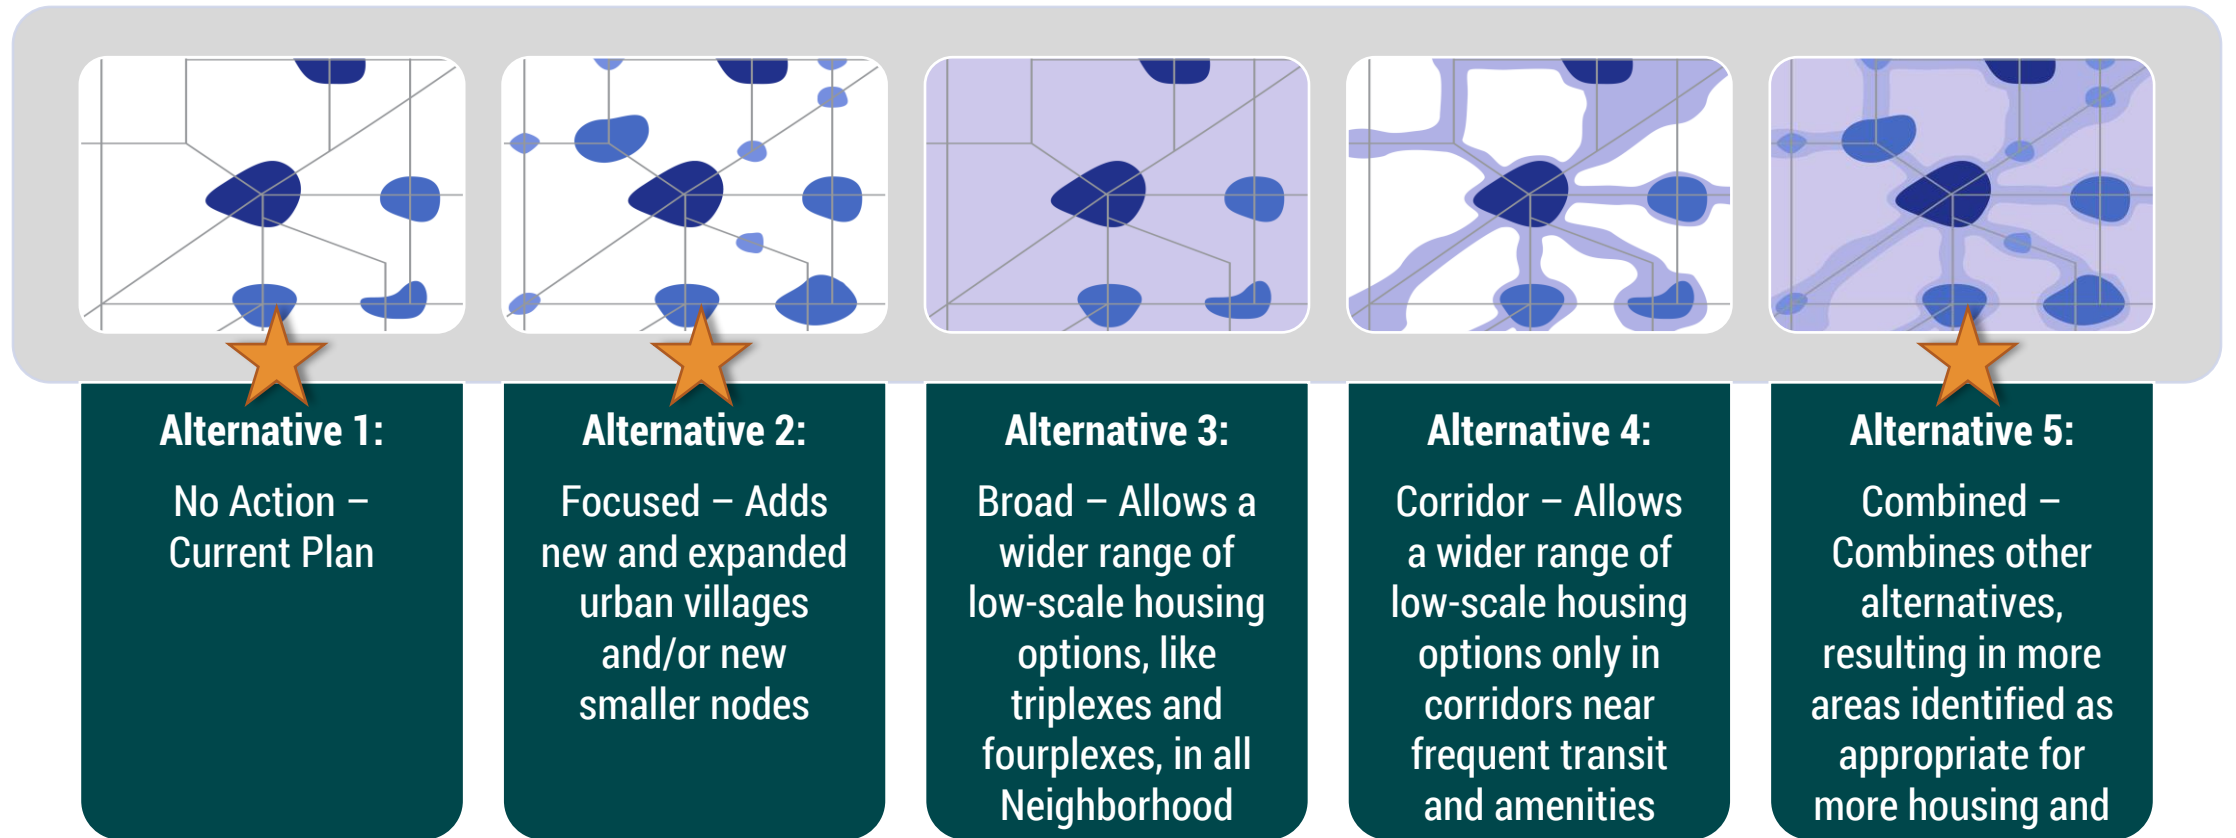 Alternative 1:
No Action –
Current Plan
Alternative 2:
Focused – Adds
new and expanded
urban villages
and/or new
smaller nodes
Alternative 3:
Broad – Allows a
wider range of
low-scale housing
options, like
triplexes and
fourplexes, in all
Neighborhood
Alternative 4:
Corridor – Allows
a wider range of
low-scale housing
options only in
corridors near
frequent transit
and amenities
Alternative 5:
Combined –
Combines other
alternatives,
resulting in more
areas identified as
appropriate for
more housing and